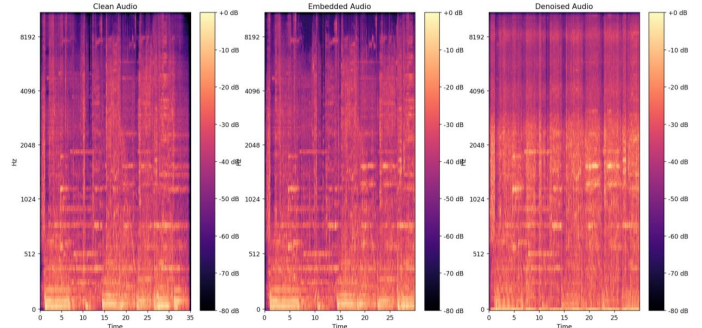 Clean Audio
8192
4096
2048
1024
512
0
Hz
0 5 10 15 20 25 30 35
Time
+0 dB
-10 dB
-20 dB
-30 dB
-40 dB
-50 dB
-60 dB
-70 dB
-80 dB
Embedded Audio
8192
4096
2048
1024
512
0
Hz
0 5 10 15 20 25
Time
+0 dB
-10 dB
-20 dB
-30 dB
-40 dB
-50 dB
-60 dB
-70 dB
-80 dB
Denoised Audio
8192
4096
2048
1024
512
0
Hz
0 5 10 15 20 25
Time
+0 dB
-10 dB
-20 dB
-30 dB
-40 dB
-50 dB
-60 dB
-70 dB
-80 dB